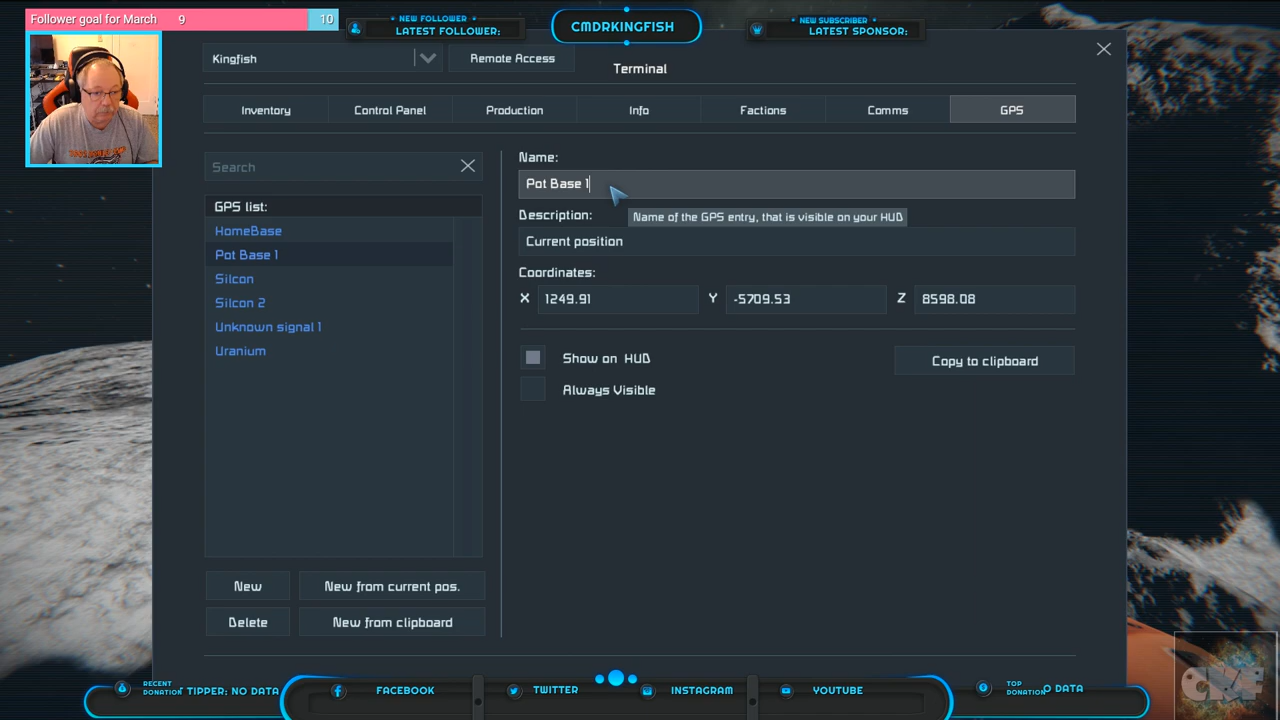 Follower goal for March 9 10
NEW FOLLOWER
LATEST FOLLOWER:
CMDRKINGFISH
NEW SUBSCRIBER
LATEST SPONSOR:
Kingfish
Remote Access
Terminal
Inventory
Control Panel
Production
Info
Factions
Comms
GPS
Search
GPS list:
HomeBase
Pot Base 1
Silcon
Silcon 2
Unknown signal 1
Uranium
New
New from current pos.
Delete
New from clipboard
Name:
Pot Base 1
Name of the GPS entry, that is visible on your HUD
Description:
Current position
Coordinates:
X 1249.91 Y -5709.53 Z 8598.08
Show on HUD
Always Visible
Copy to clipboard
RECENT
DONATION
TIPPER: NO DATA
FACEBOOK
TWITTER
INSTAGRAM
YOUTUBE
TOP
DONATION
O DATA